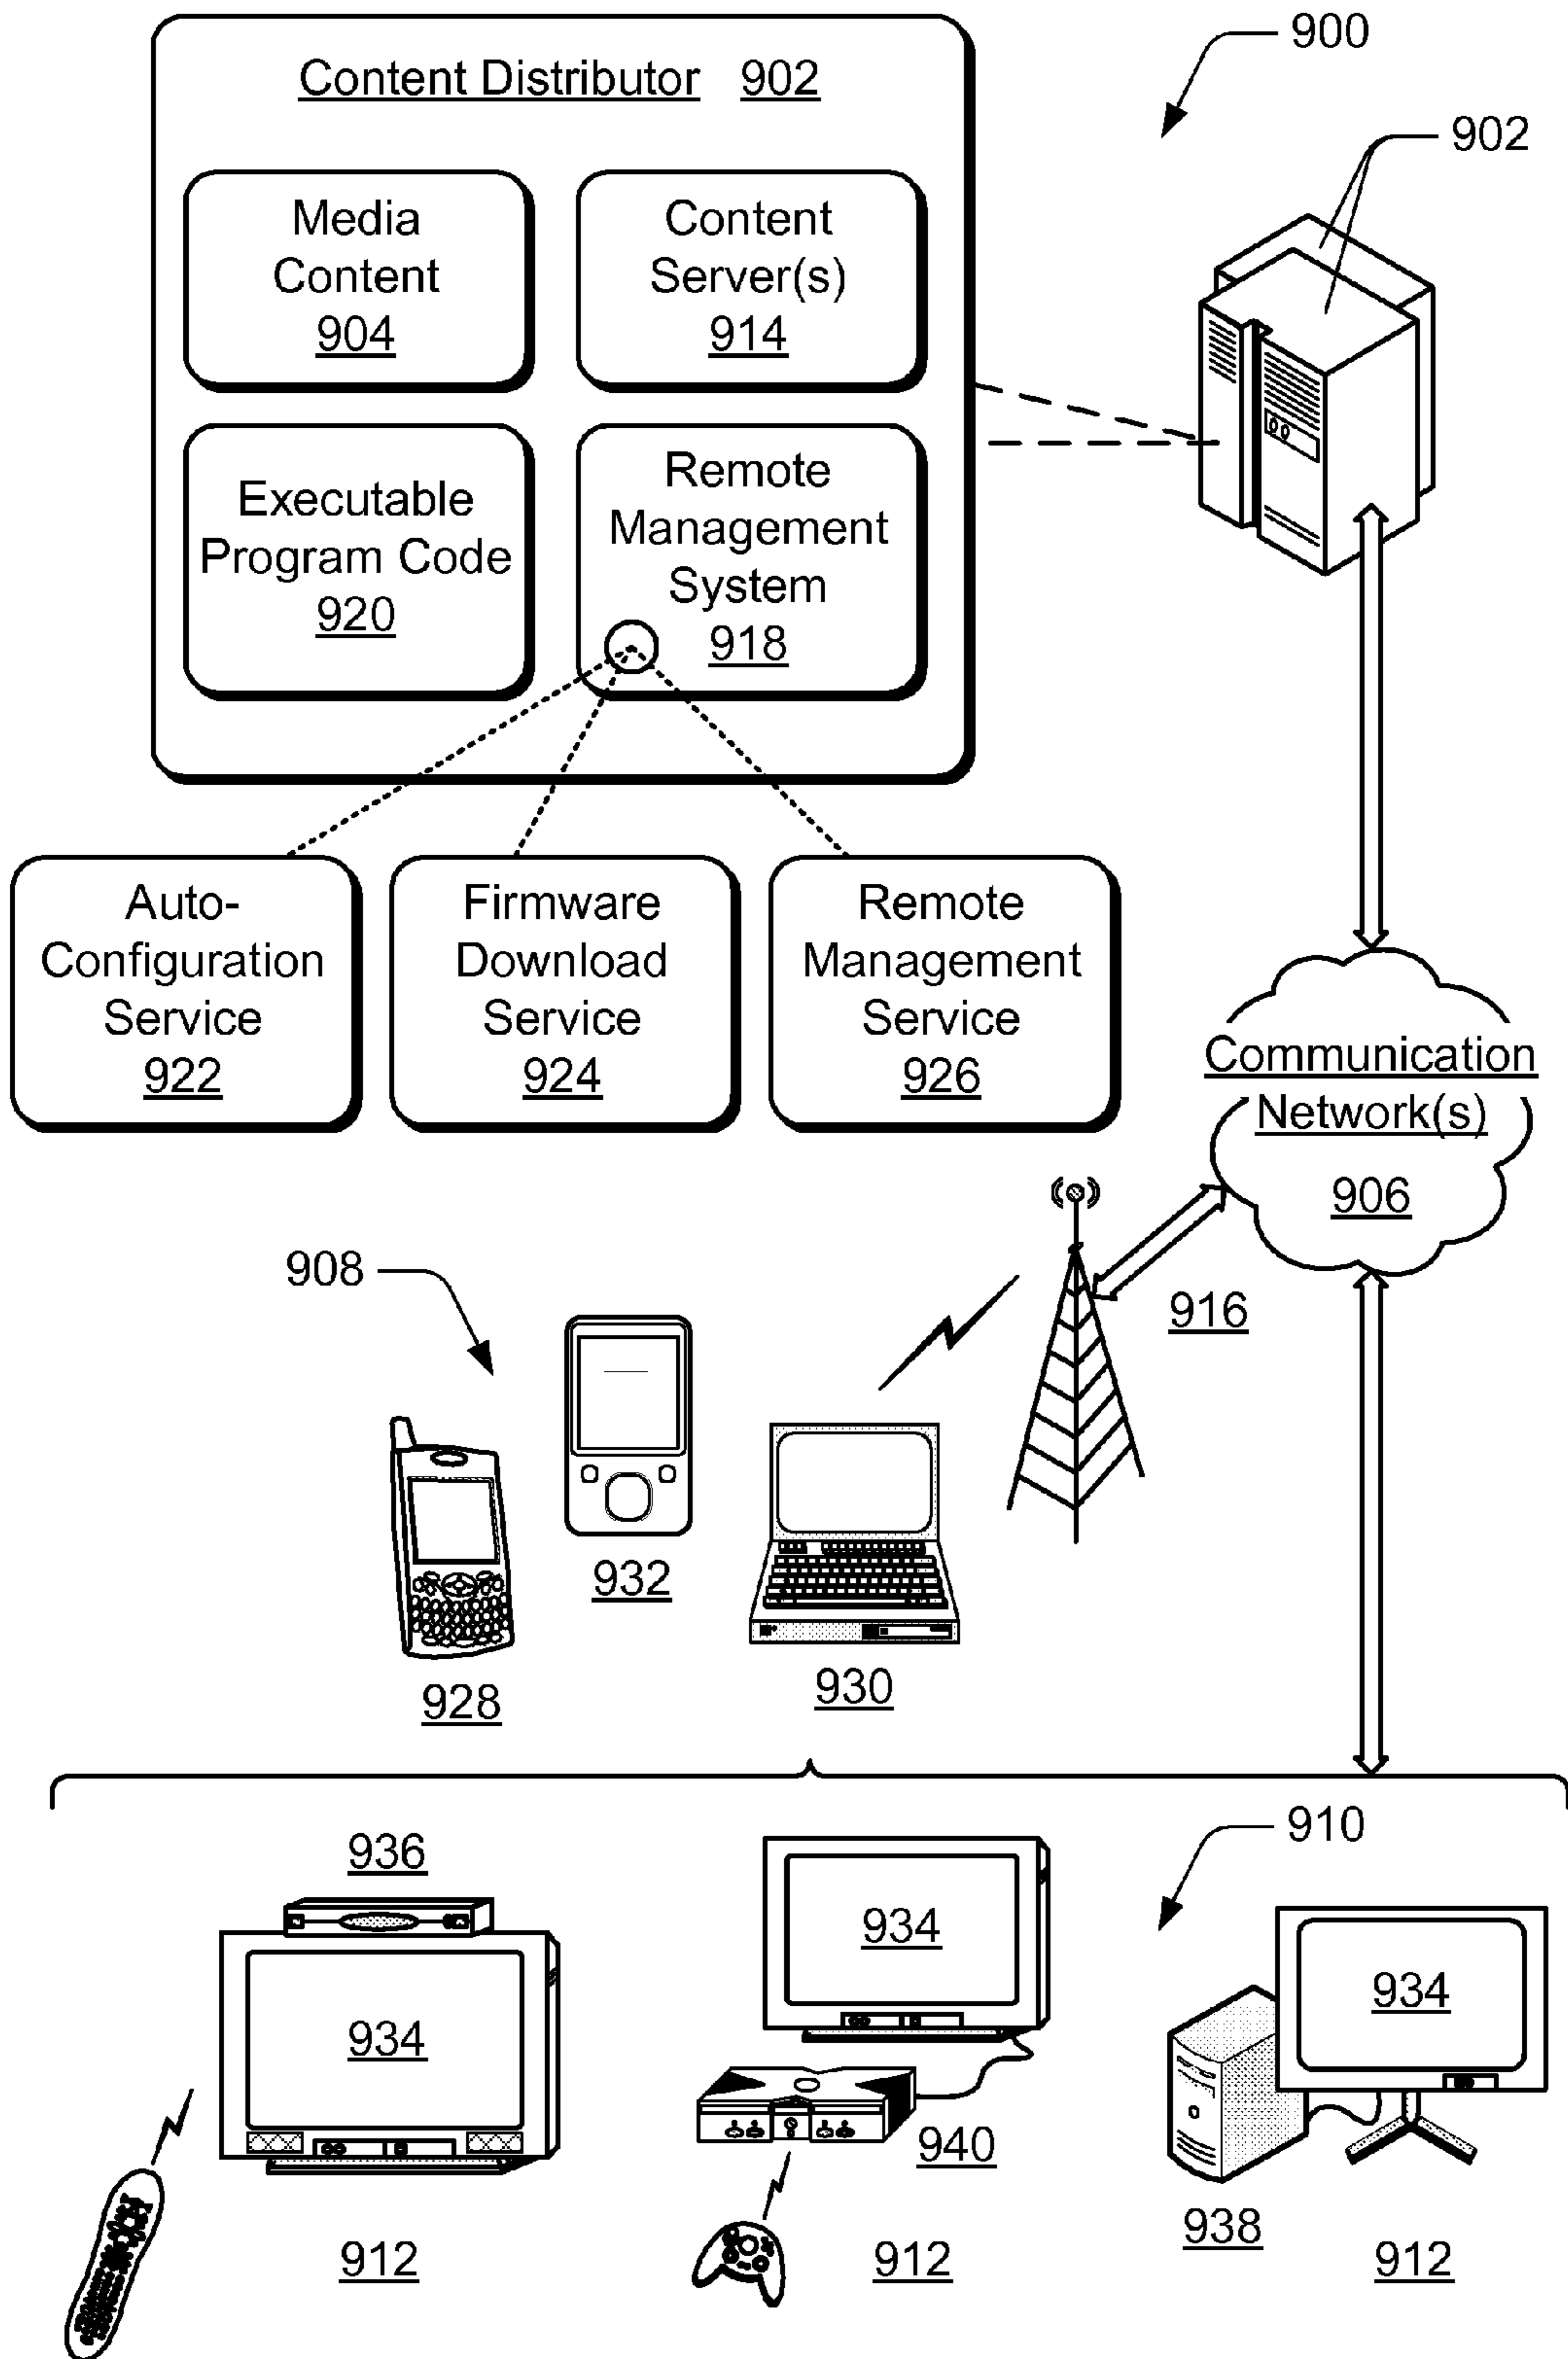 900
Content Distributor 902
902
Media
Content
904
Content
Server(s)
914
Executable
Program Code
920
Remote
Management
System
918
Auto-
Configuration
Service
922
Firmware
Download
Service
924
Remote
Management
Service
926
Communication
Network(s)
906
908
916
932
930
928
910
936
934
934
934
940
938
912
912
912